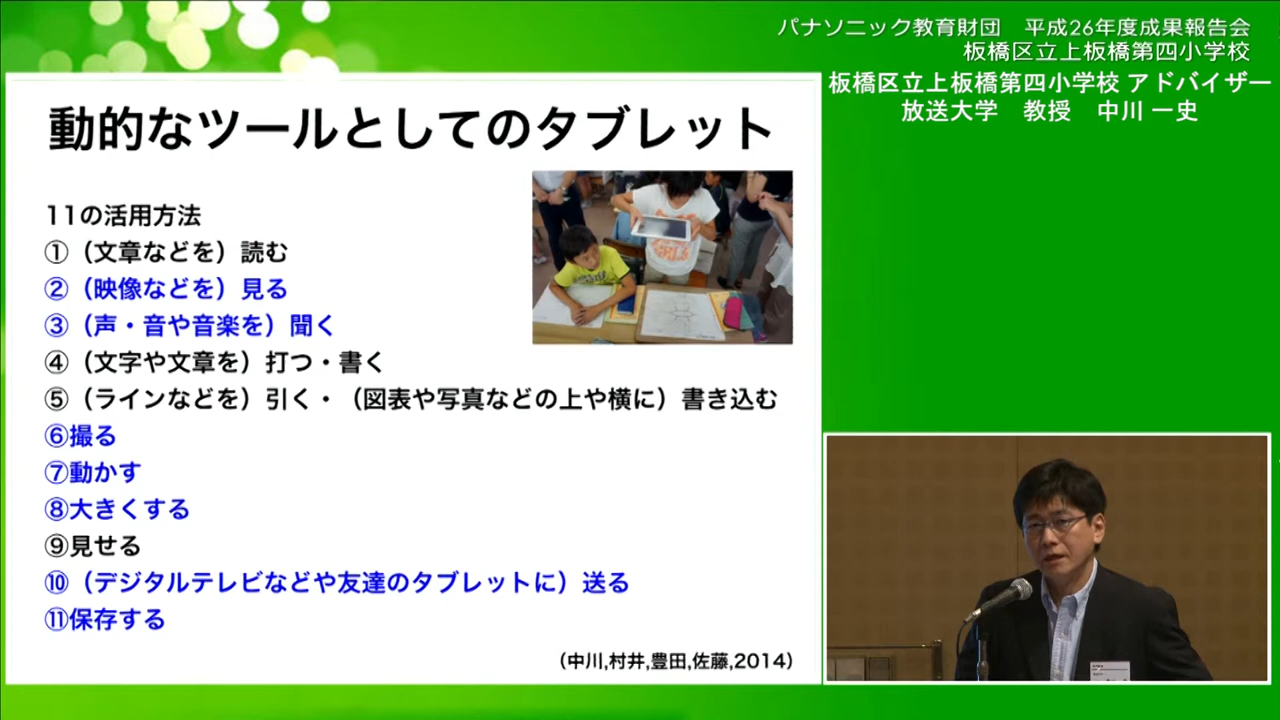 パナソニック教育財団　平成26年度成果報告会
板橋区立上板橋第四小学校
板橋区立上板橋第四小学校 アドバイザー
放送大学　教授　中川 一史
動的なツールとしてのタブレット
11の活用方法
①（文章などを）読む
②（映像などを）見る
③（声・音や音楽を）聞く
④（文字や文章を）打つ・書く
⑤（ラインなどを）引く・（図表や写真などの上や横に）書き込む
⑥撮る
⑦動かす
⑧大きくする
⑨見せる
⑩（デジタルテレビなどや友達のタブレットに）送る
⑪保存する
（中川,村井,豊田,佐藤,2014）